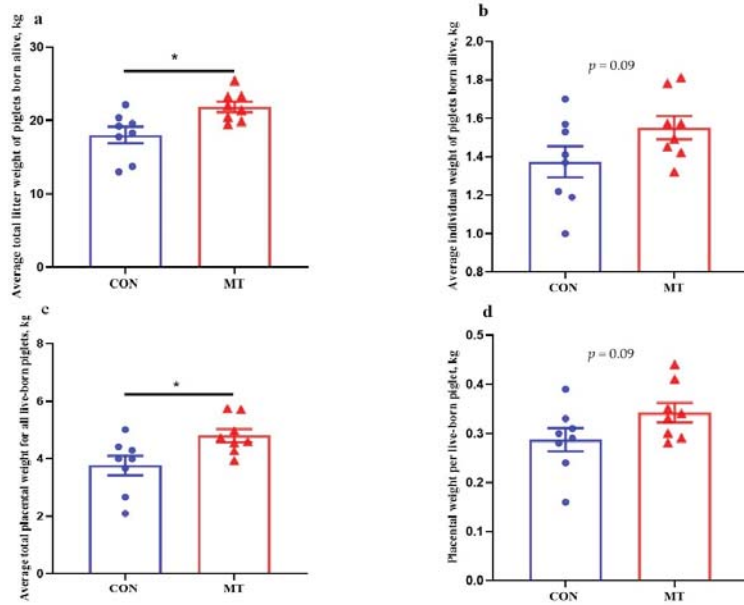 a
Average total litter weight of piglets born alive, kg
30
20
10
0
*
CON
MT
b
Average individual weight of piglets born alive, kg
2.0
1.8
1.6
1.4
1.2
1.0
0.8
p = 0.09
CON
MT
c
Average total placental weight for all live-born piglets, kg
8
6
4
2
0
*
CON
MT
d
Placental weight per live-born piglet, kg
0.5
0.4
0.3
0.2
0.1
0.0
p = 0.09
CON
MT